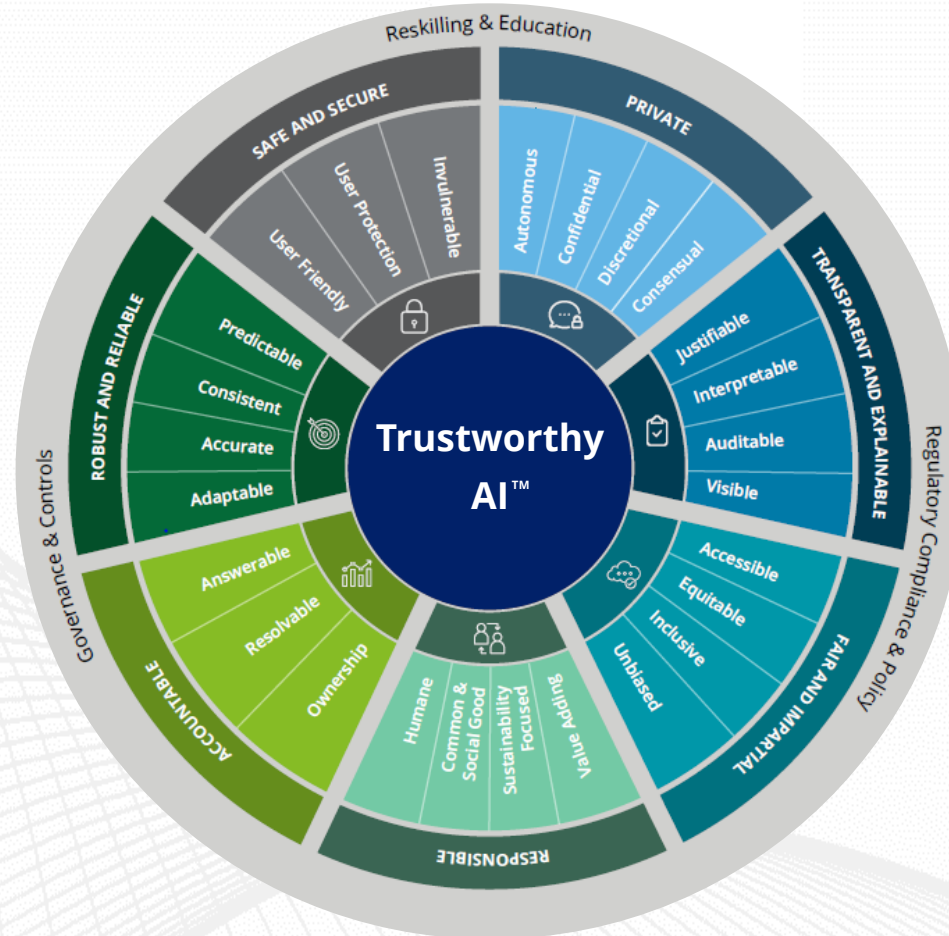 Reskilling & Education
PRIVATE
Autonomous
Confidential
Discretional
Consensual
TRANSPARENT AND EXPLAINABLE
Justifiable
Interpretable
Auditable
Visible
Regulatory Compliance & Policy
FAIR AND IMPARTIAL
Accessible
Equitable
Inclusive
Unbiased
RESPONSIBLE
Value Adding
Sustainability
Focused
Common &
Social Good
Humane
ACCOUNTABLE
Ownership
Resolvable
Answerable
Governance & Controls
ROBUST AND RELIABLE
Adaptable
Accurate
Consistent
Predictable
SAFE AND SECURE
User Friendly
User Protection
Invulnerable
Trustworthy
AI™